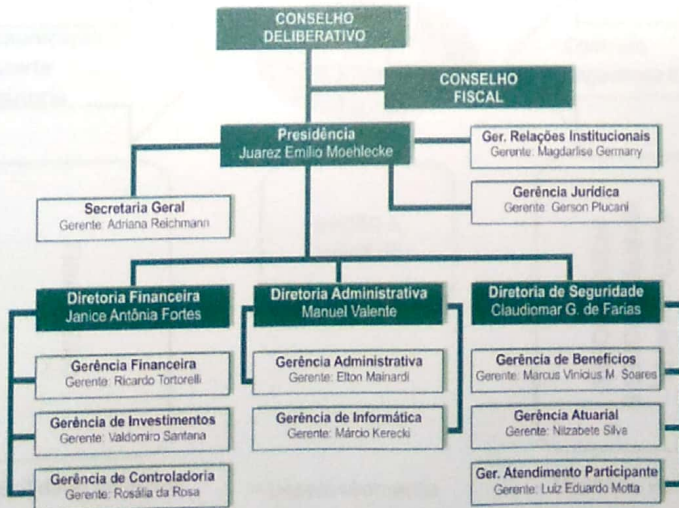 CONSELHO
DELIBERATIVO
CONSELHO
FISCAL
Presidência
Juarez Emílio Moehlecke
Ger. Relações Institucionais
Gerente: Magdarlise Germany
Gerência Jurídica
Gerente: Gerson Plucani
Secretaria Geral
Gerente: Adriana Reichmann
Diretoria Financeira
Janice Antônia Fortes
Diretoria Administrativa
Manuel Valente
Diretoria de Seguridade
Claudiomar G. de Farias
Gerência Financeira
Gerente: Ricardo Tortorelli
Gerência Administrativa
Gerente: Elton Mainardi
Gerência de Benefícios
Gerente: Marcus Vinicius M. Soares
Gerência de Investimentos
Gerente: Valdomiro Santana
Gerência de Informática
Gerente: Márcio Kerecki
Gerência Atuarial
Gerente: Nilzabete Silva
Gerência de Controladoria
Gerente: Rosália da Rosa
Ger. Atendimento Participante
Gerente: Luiz Eduardo Motta